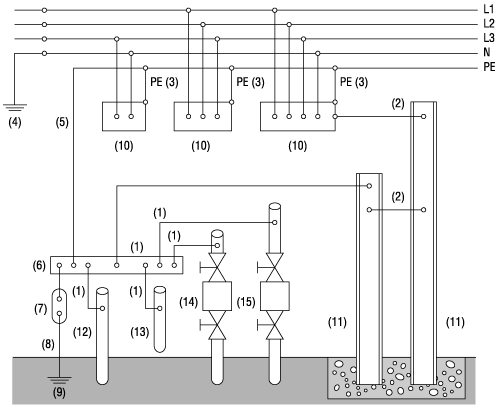 L1
L2
L3
N
PE
PE (3) PE (3) PE (3)
(2)
(4) (5)
(10) (10) (10)
(2)
(1)
(1)
(1)
(6)
(1) (1)
(7) (14) (15)
(12) (13) (11) (11)
(8)
(9)